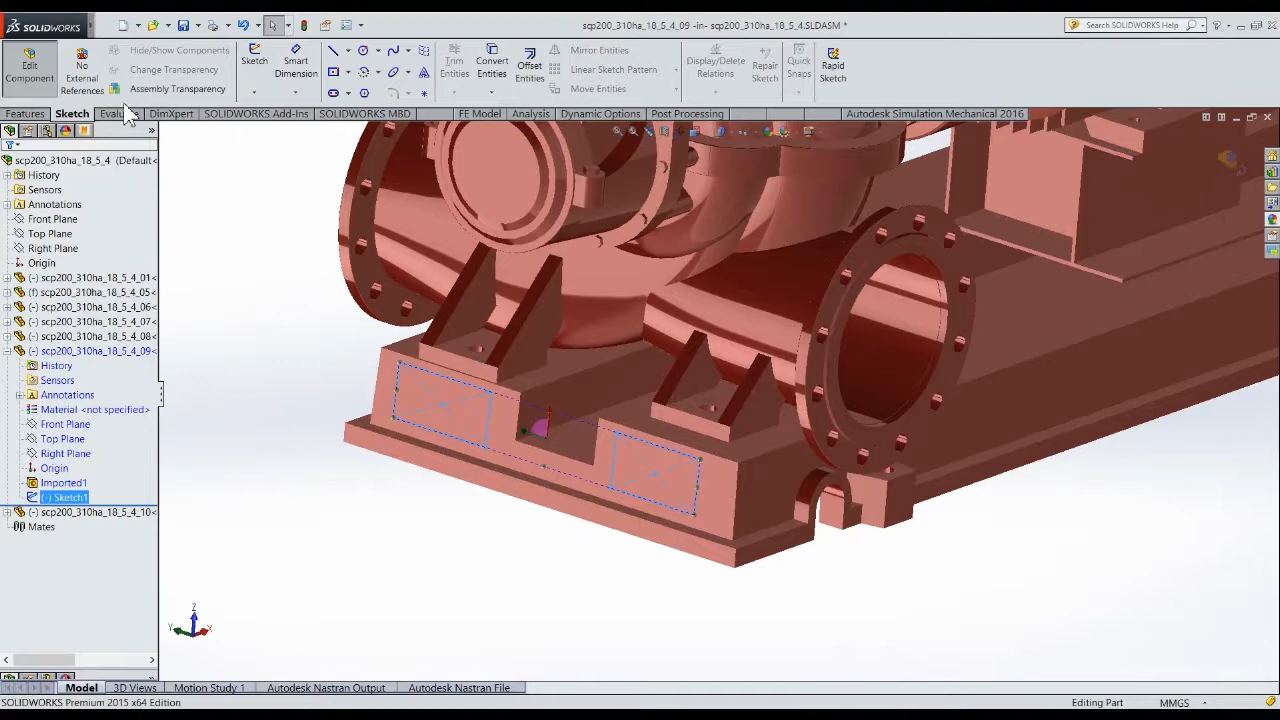 SOLIDWORKS
scp200_310ha_18_5_4_09 -in- scp200_310ha_18_5_4.SLDASM *
Search SOLIDWORKS Help
Edit Component
No External References
Hide/Show Components
Change Transparency
Assembly Transparency
Sketch
Smart Dimension
Trim Entities
Convert Entities
Offset Entities
Mirror Entities
Linear Sketch Pattern
Move Entities
Display/Delete Relations
Repair Sketch
Quick Snaps
Rapid Sketch
Features
Sketch
DimXpert
SOLIDWORKS Add-Ins
SOLIDWORKS MBD
FE Model
Analysis
Dynamic Options
Post Processing
Autodesk Simulation Mechanical 2016
scp200_310ha_18_5_4 (Default<
History
Sensors
Annotations
Front Plane
Top Plane
Right Plane
Origin
(-) scp200_310ha_18_5_4_01<
(f) scp200_310ha_18_5_4_05<
(-) scp200_310ha_18_5_4_06<
(-) scp200_310ha_18_5_4_07<
(-) scp200_310ha_18_5_4_08<
(-) scp200_310ha_18_5_4_09<
History
Sensors
Annotations
Material <not specified>
Front Plane
Top Plane
Right Plane
Origin
Imported1
(-) Sketch1
(-) scp200_310ha_18_5_4_10<
Mates
Z
Y
X
Model
3D Views
Motion Study 1
Autodesk Nastran Output
Autodesk Nastran File
SOLIDWORKS Premium 2015 x64 Edition
Editing Part
MMGS